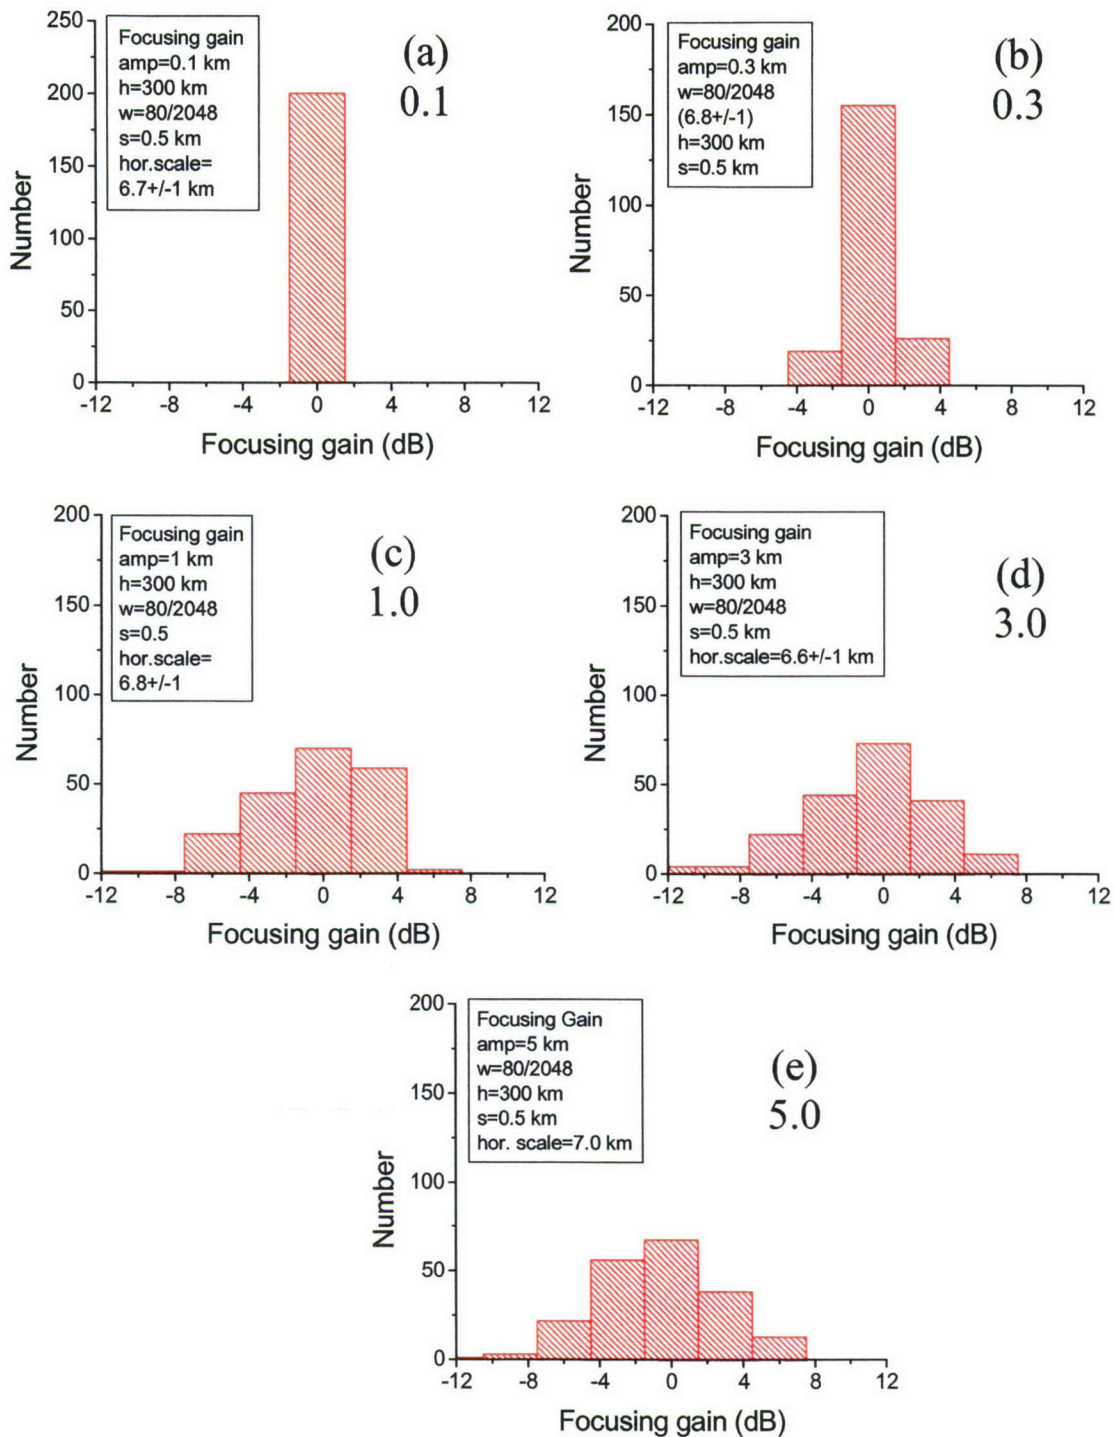 Focusing gain
amp=0.1 km
h=300 km
w=80/2048
s=0.5 km
hor.scale=
6.7+/-1 km
(a)
0.1
250
200
150
100
50
0
Number
-12 -8 -4 0 4 8 12
Focusing gain (dB)
Focusing gain
amp=0.3 km
w=80/2048
(6.8+/-1)
h=300 km
s=0.5 km
(b)
0.3
200
150
100
50
0
Number
-12 -8 -4 0 4 8 12
Focusing gain (dB)
Focusing gain
amp=1 km
h=300 km
w=80/2048
s=0.5
hor.scale=
6.8+/-1
(c)
1.0
200
150
100
50
0
Number
-12 -8 -4 0 4 8 12
Focusing gain (dB)
Focusing gain
amp=3 km
h=300 km
w=80/2048
s=0.5 km
hor.scale=6.6+/-1 km
(d)
3.0
200
150
100
50
0
Number
-12 -8 -4 0 4 8 12
Focusing gain (dB)
Focusing Gain
amp=5 km
w=80/2048
h=300 km
s=0.5 km
hor. scale=7.0 km
(e)
5.0
200
150
100
50
0
Number
-12 -8 -4 0 4 8 12
Focusing gain (dB)